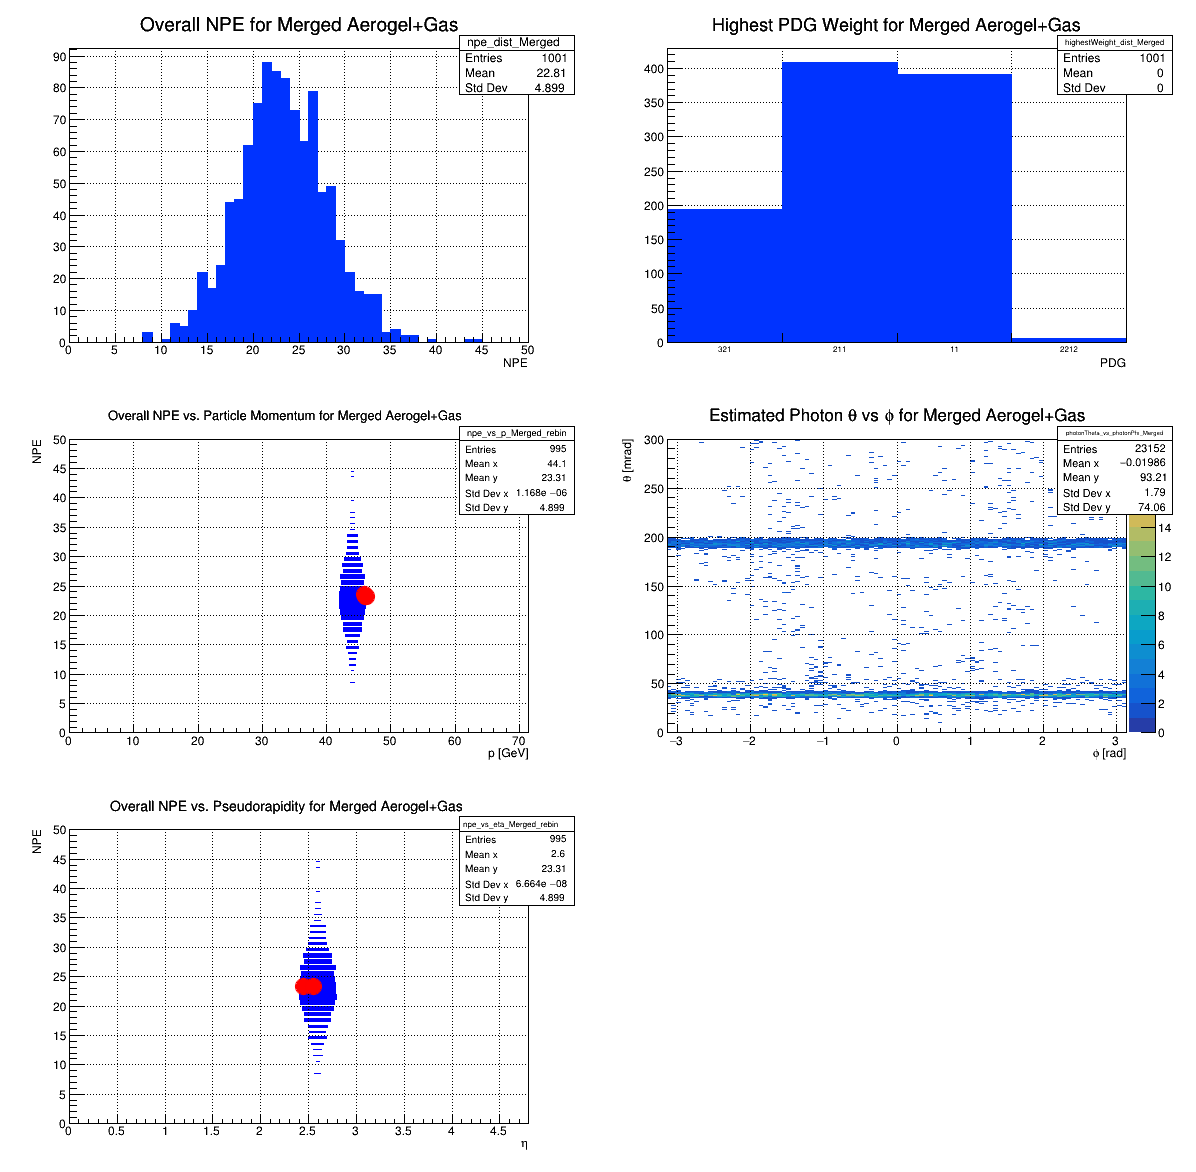 Overall NPE for Merged Aerogel+Gas
npe_dist_Merged
Entries 1001
Mean 22.81
Std Dev 4.899
90
80
70
60
50
40
30
20
10
0
0 5 10 15 20 25 30 35 40 45 50
NPE
Highest PDG Weight for Merged Aerogel+Gas
highestWeight_dist_Merged
Entries 1001
Mean 0
Std Dev 0
400
350
300
250
200
150
100
50
0
321 211 11 2212
PDG
Overall NPE vs. Particle Momentum for Merged Aerogel+Gas
npe_vs_p_Merged_rebin
Entries 995
Mean x 44.1
Mean y 23.31
Std Dev x 1.168e −06
Std Dev y 4.899
NPE
50
45
40
35
30
25
20
15
10
5
0
0 10 20 30 40 50 60 70
p [GeV]
Estimated Photon θ vs ϕ for Merged Aerogel+Gas
photonTheta_vs_photonPhi_Merged
Entries 23152
Mean x −0.01986
Mean y 93.21
Std Dev x 1.79
Std Dev y 74.06
θ [mrad]
300
250
200
150
100
50
0
−3 −2 −1 0 1 2 3
ϕ [rad]
14
12
10
8
6
4
2
0
Overall NPE vs. Pseudorapidity for Merged Aerogel+Gas
npe_vs_eta_Merged_rebin
Entries 995
Mean x 2.6
Mean y 23.31
Std Dev x 6.664e −08
Std Dev y 4.899
NPE
50
45
40
35
30
25
20
15
10
5
0
0 0.5 1 1.5 2 2.5 3 3.5 4 4.5
η